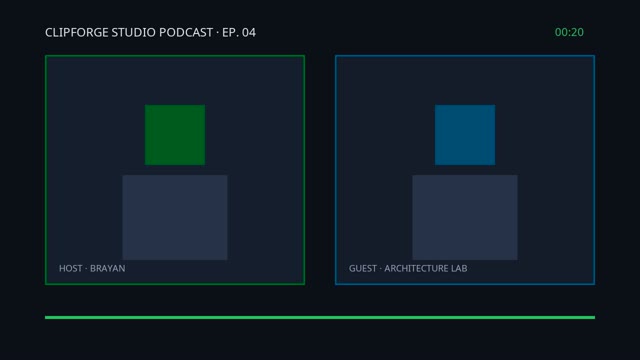 CLIPFORGE STUDIO PODCAST · EP. 04
00:20
HOST · BRAYAN
GUEST · ARCHITECTURE LAB